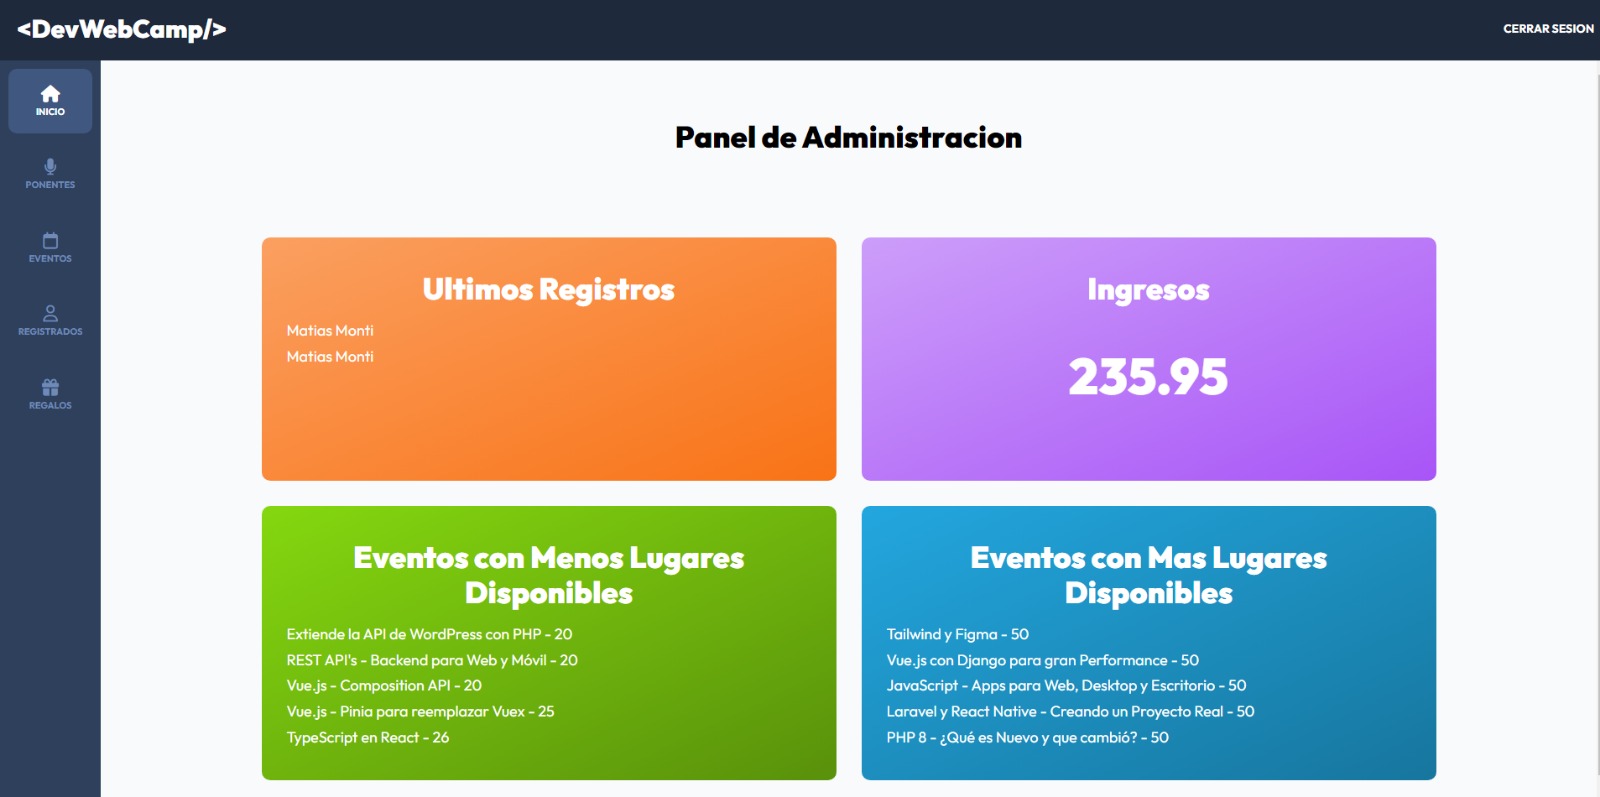 <DevWebCamp/>
CERRAR SESION
INICIO
PONENTES
EVENTOS
REGISTRADOS
REGALOS
Panel de Administracion
Ultimos Registros
Matias Monti
Matias Monti
Ingresos
235.95
Eventos con Menos Lugares
Disponibles
Extiende la API de WordPress con PHP - 20
REST API's - Backend para Web y Móvil - 20
Vue.js - Composition API - 20
Vue.js - Pinia para reemplazar Vuex - 25
TypeScript en React - 26
Eventos con Mas Lugares
Disponibles
Tailwind y Figma - 50
Vue.js con Django para gran Performance - 50
JavaScript - Apps para Web, Desktop y Escritorio - 50
Laravel y React Native - Creando un Proyecto Real - 50
PHP 8 - ¿Qué es Nuevo y que cambió? - 50